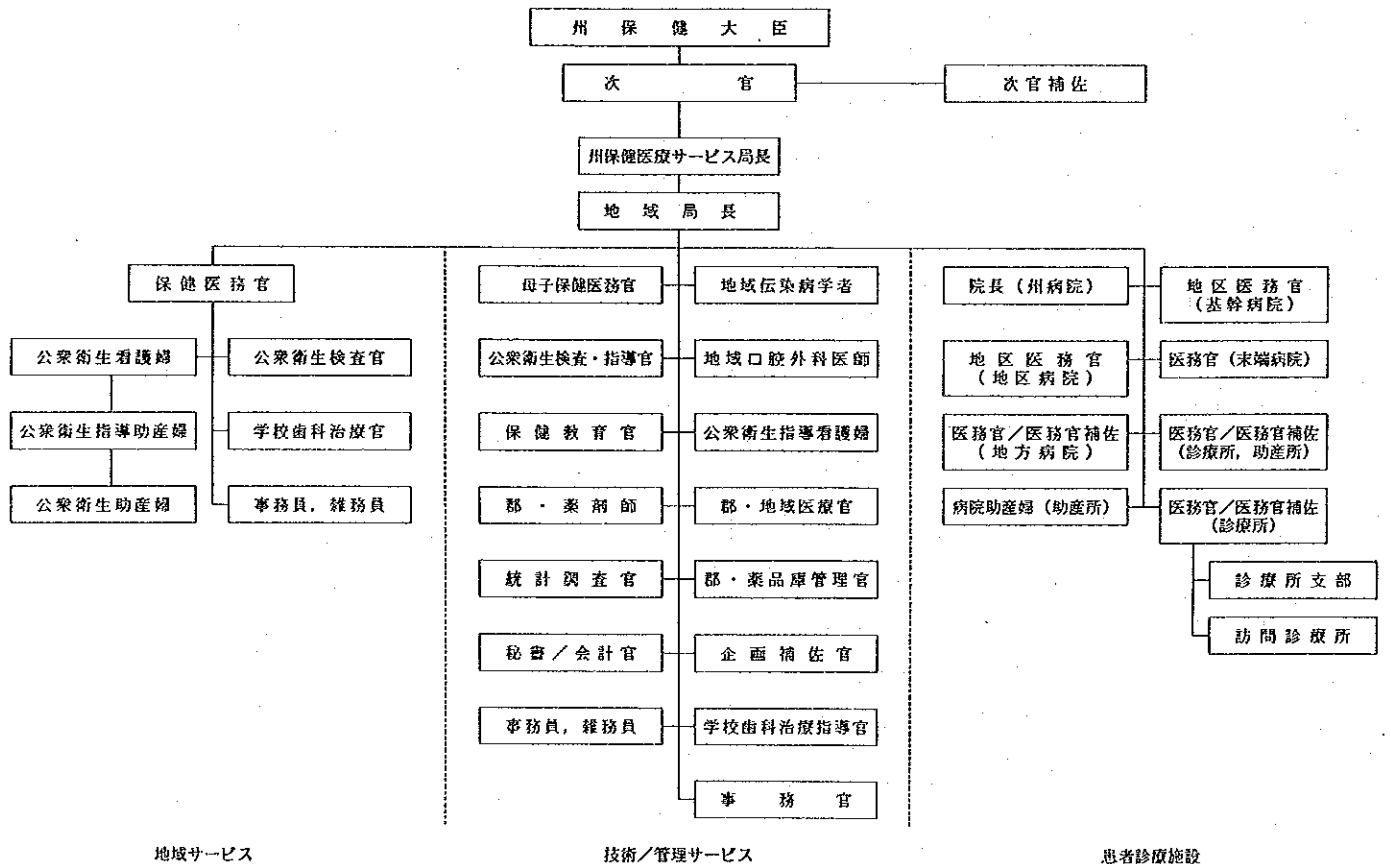 州保健大臣
次官
次官補佐
州保健医療サービス局長
地域局長
保健医務官
公衆衛生看護婦
公衆衛生検査官
公衆衛生指導助産婦
学校歯科治療官
公衆衛生助産婦
事務員，雑務員
母子保健医務官
地域伝染病学者
公衆衛生検査・指導官
地域口腔外科医師
保健教育官
公衆衛生指導看護婦
郡・薬剤師
郡・地域医療官
統計調査官
郡・薬品庫管理官
秘書／会計官
企画補佐官
事務員，雑務員
学校歯科治療指導官
事務官
院長（州病院）
地区医務官
（基幹病院）
地区医務官
（地区病院）
医務官（末端病院）
医務官／医務官補佐
（地方病院）
医務官／医務官補佐
（診療所，助産所）
病院助産婦（助産所）
医務官／医務官補佐
（診療所）
診療所支部
訪問診療所
地域サービス
技術／管理サービス
患者診療施設